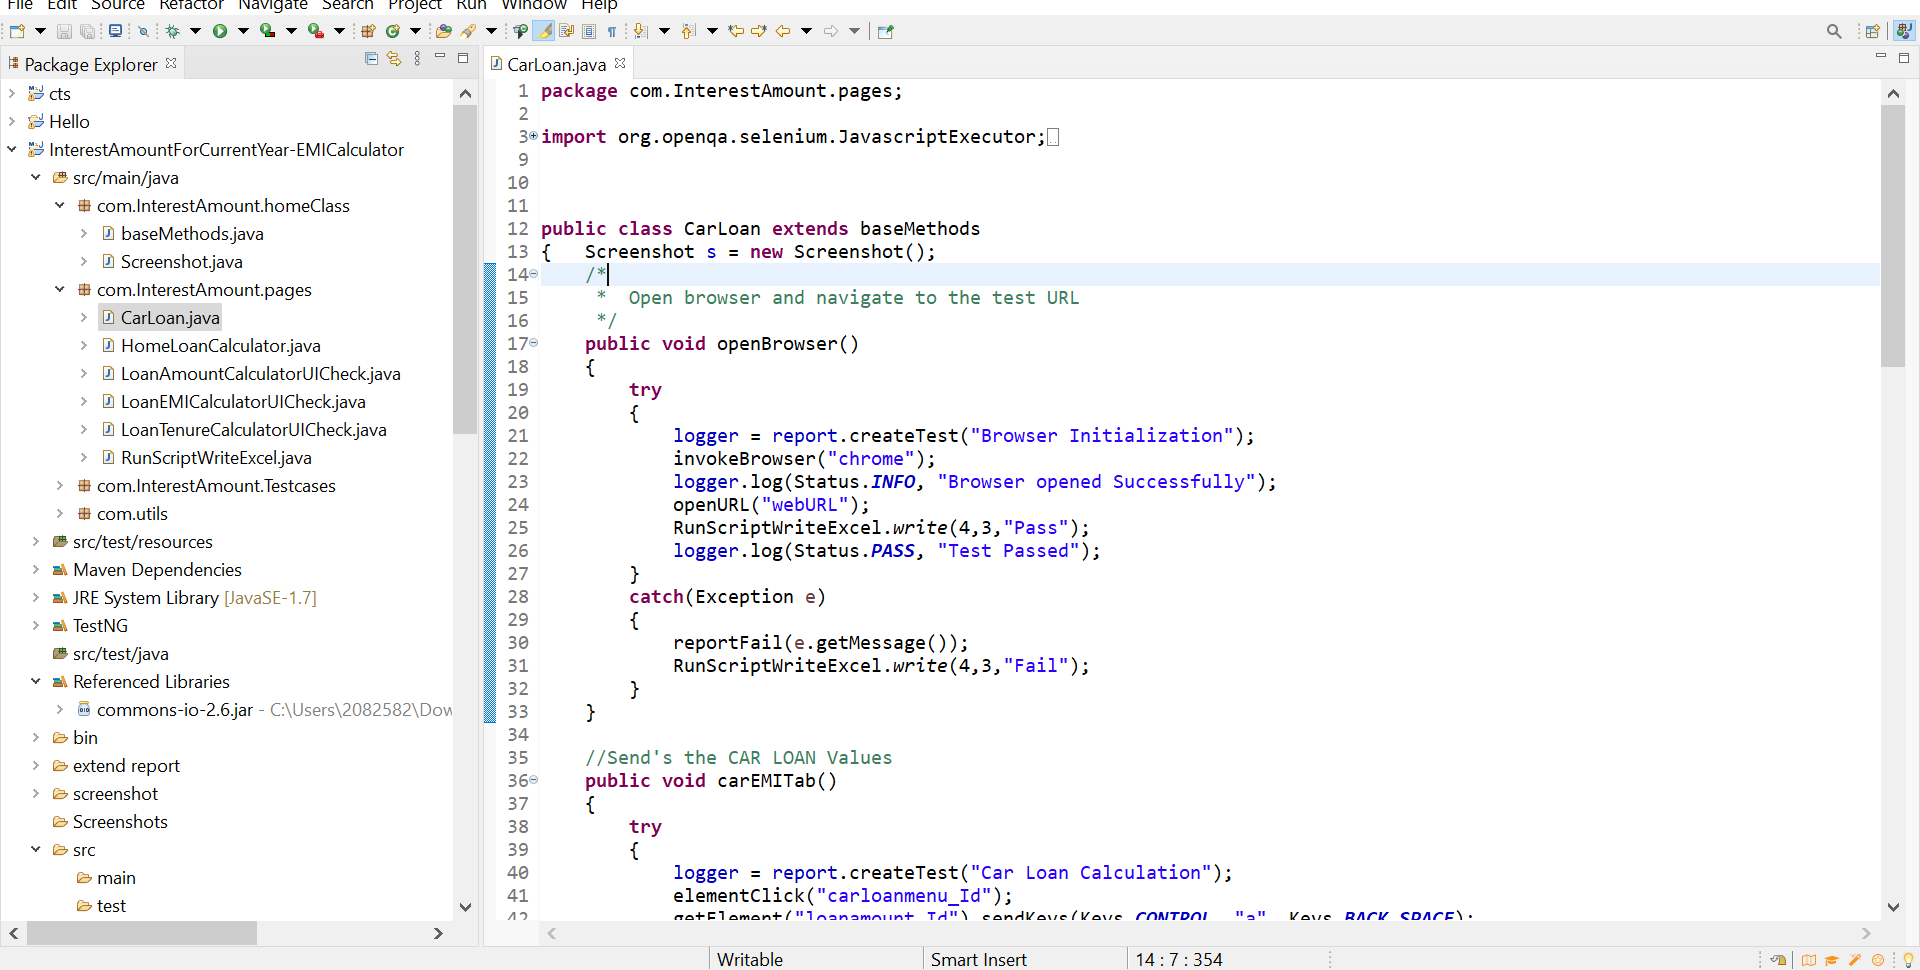 File Edit Source Refactor Navigate Search Project Run Window Help
Package Explorer
cts
Hello
InterestAmountForCurrentYear-EMICalculator
src/main/java
com.InterestAmount.homeClass
baseMethods.java
Screenshot.java
com.InterestAmount.pages
CarLoan.java
HomeLoanCalculator.java
LoanAmountCalculatorUICheck.java
LoanEMICalculatorUICheck.java
LoanTenureCalculatorUICheck.java
RunScriptWriteExcel.java
com.InterestAmount.Testcases
com.utils
src/test/resources
Maven Dependencies
JRE System Library [JavaSE-1.7]
TestNG
src/test/java
Referenced Libraries
commons-io-2.6.jar - C:\Users\2082582\Dow
bin
extend report
screenshot
Screenshots
src
main
test
CarLoan.java
1 package com.InterestAmount.pages;
2
3 import org.openqa.selenium.JavascriptExecutor;
9
10
11
12 public class CarLoan extends baseMethods
13 { Screenshot s = new Screenshot();
14 /*
15 * Open browser and navigate to the test URL
16 */
17 public void openBrowser()
18 {
19 try
20 {
21 logger = report.createTest("Browser Initialization");
22 invokeBrowser("chrome");
23 logger.log(Status.INFO, "Browser opened Successfully");
24 openURL("webURL");
25 RunScriptWriteExcel.write(4,3,"Pass");
26 logger.log(Status.PASS, "Test Passed");
27 }
28 catch(Exception e)
29 {
30 reportFail(e.getMessage());
31 RunScriptWriteExcel.write(4,3,"Fail");
32 }
33 }
34
35 //Send's the CAR LOAN Values
36 public void carEMITab()
37 {
38 try
39 {
40 logger = report.createTest("Car Loan Calculation");
41 elementClick("carloanmenu_Id");
42 getElement("loanamount_Id").sendKeys(Keys.CONTROL, "a", Keys.BACK_SPACE);
Writable Smart Insert 14 : 7 : 354